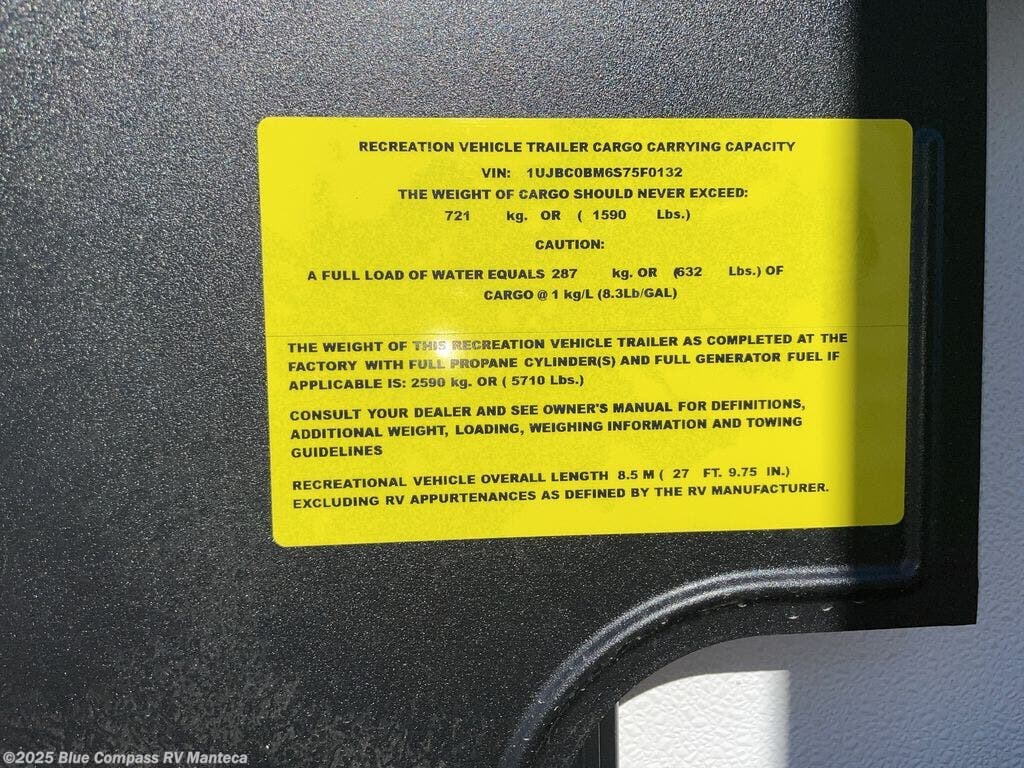 RECREATION VEHICLE TRAILER CARGO CARRYING CAPACITY
VIN: 1UJBC0BM6S75F0132
THE WEIGHT OF CARGO SHOULD NEVER EXCEED:
721 kg. OR ( 1590 Lbs.)
CAUTION:
A FULL LOAD OF WATER EQUALS 287 kg. OR (632 Lbs.) OF
CARGO @ 1 kg/L (8.3Lb/GAL)
THE WEIGHT OF THIS RECREATION VEHICLE TRAILER AS COMPLETED AT THE
FACTORY WITH FULL PROPANE CYLINDER(S) AND FULL GENERATOR FUEL IF
APPLICABLE IS: 2590 kg. OR ( 5710 Lbs.)
CONSULT YOUR DEALER AND SEE OWNER'S MANUAL FOR DEFINITIONS,
ADDITIONAL WEIGHT, LOADING, WEIGHING INFORMATION AND TOWING
GUIDELINES
RECREATIONAL VEHICLE OVERALL LENGTH 8.5 M ( 27 FT. 9.75 IN.)
EXCLUDING RV APPURTENANCES AS DEFINED BY THE RV MANUFACTURER.
©2025 Blue Compass RV Manteca